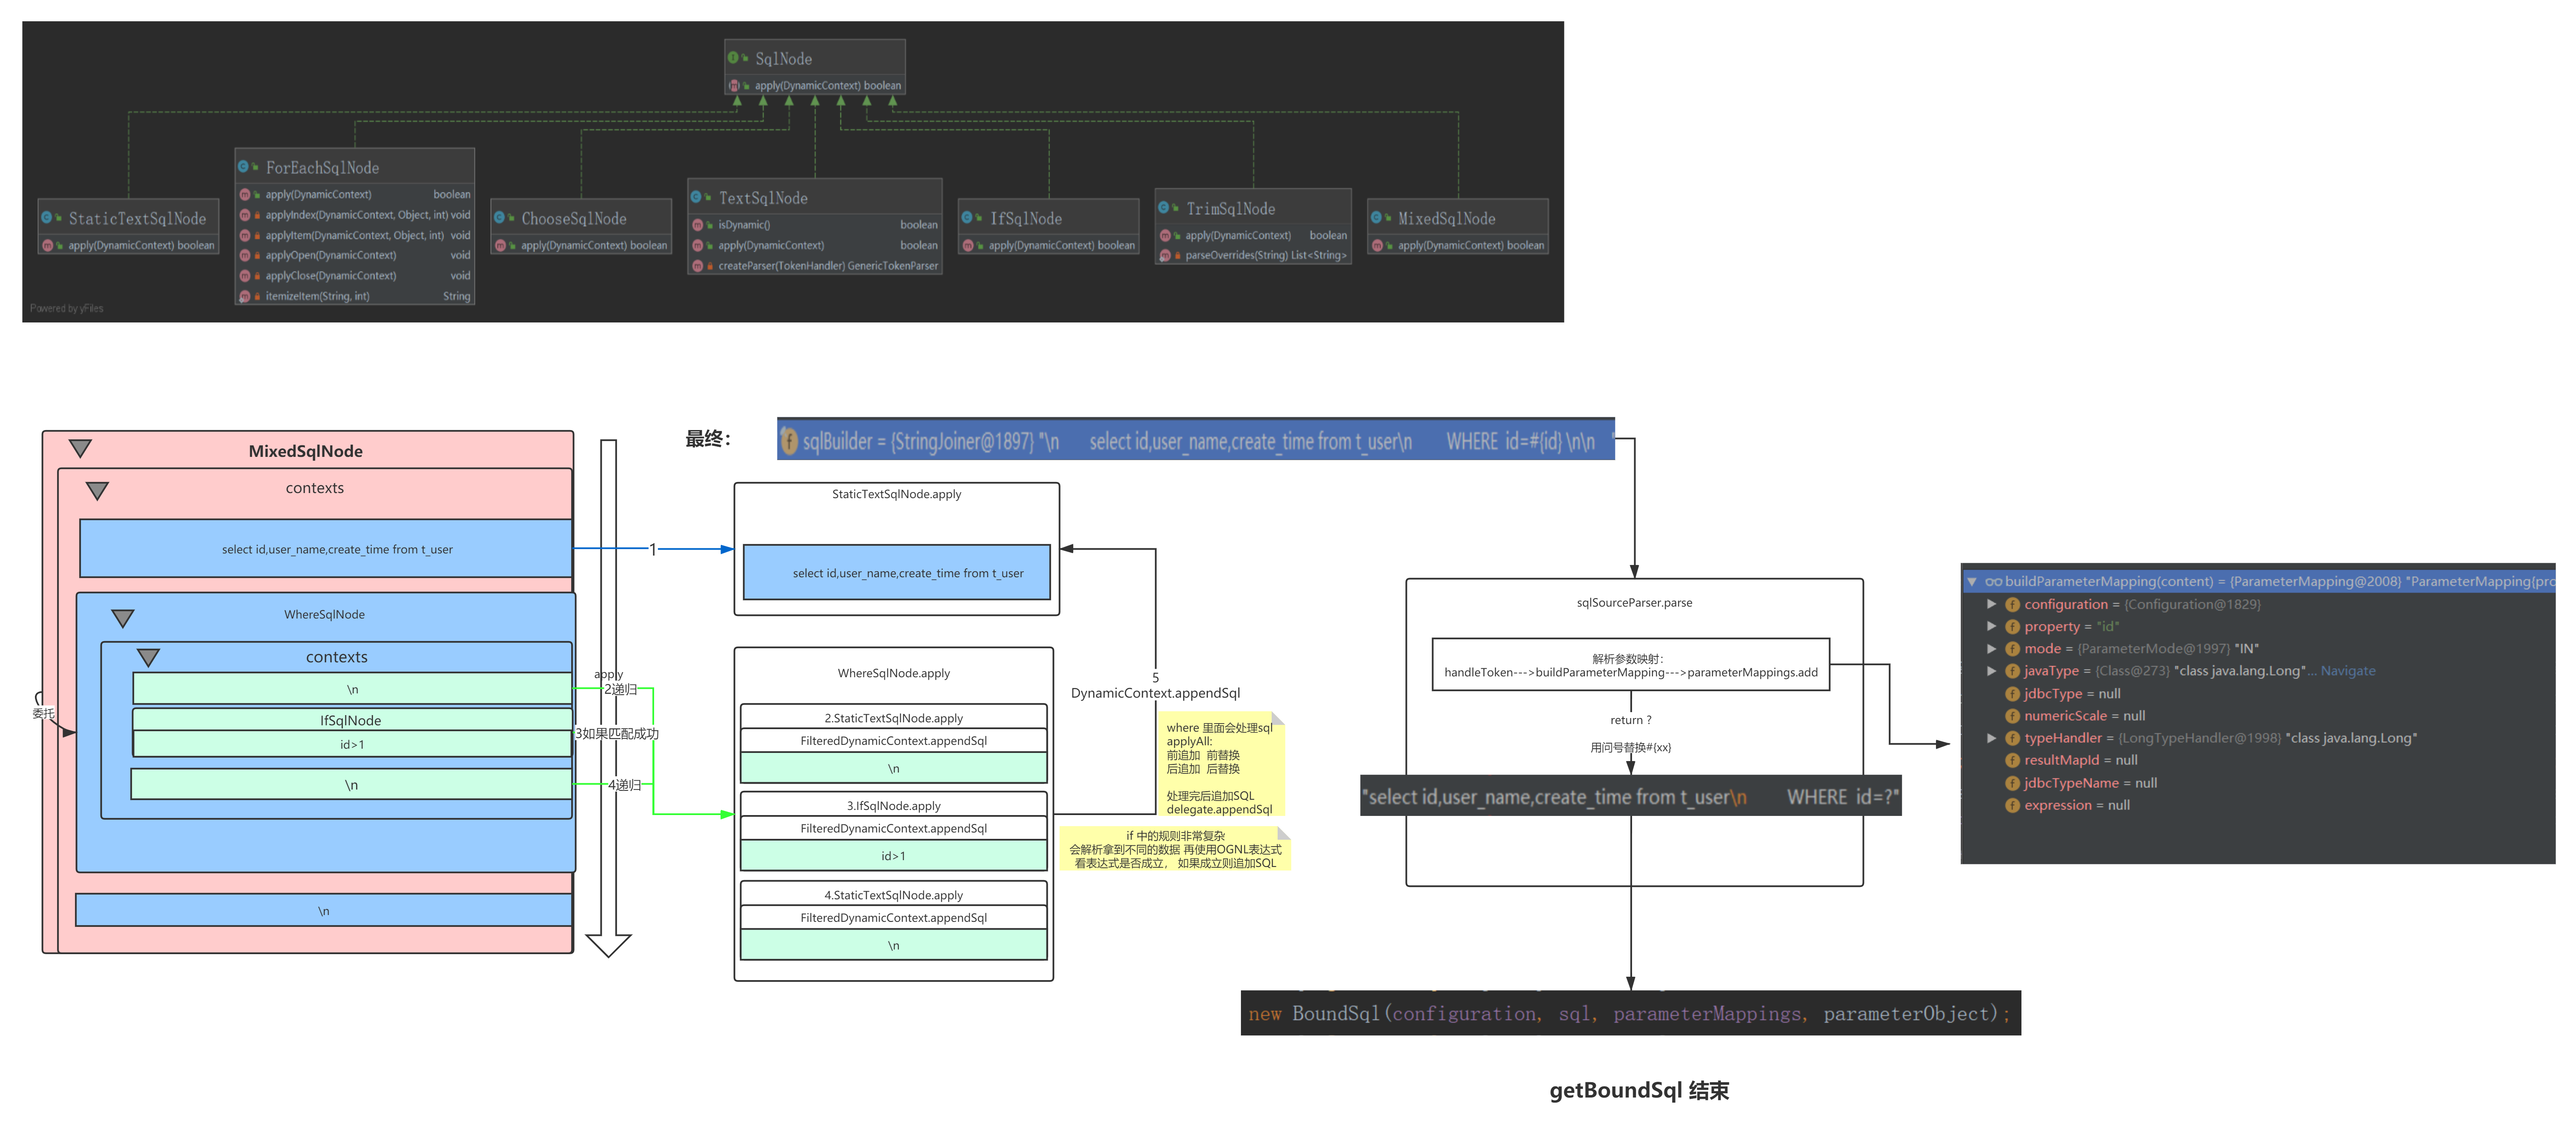 SqlNode
apply(DynamicContext) boolean
StaticTextSqlNode
apply(DynamicContext) boolean
ForEachSqlNode
apply(DynamicContext) boolean
applyIndex(DynamicContext, Object, int) void
applyItem(DynamicContext, Object, int) void
applyOpen(DynamicContext) void
applyClose(DynamicContext) void
itemizeItem(String, int) String
ChooseSqlNode
apply(DynamicContext) boolean
TextSqlNode
isDynamic() boolean
apply(DynamicContext) boolean
createParser(TokenHandler) GenericTokenParser
IfSqlNode
apply(DynamicContext) boolean
TrimSqlNode
apply(DynamicContext) boolean
parseOverrides(String) List<String>
MixedSqlNode
apply(DynamicContext) boolean
Powered by yFiles
MixedSqlNode
contexts
select id,user_name,create_time from t_user
WhereSqlNode
contexts
\n
IfSqlNode
id>1
\n
\n
委托
apply
1
2递归
3如果匹配成功
4递归
最终：
sqlBuilder = {StringJoiner@1897} "\n select id,user_name,create_time from t_user\n WHERE id=#{id} \n\n "
StaticTextSqlNode.apply
select id,user_name,create_time from t_user
WhereSqlNode.apply
2.StaticTextSqlNode.apply
FilteredDynamicContext.appendSql
\n
3.IfSqlNode.apply
FilteredDynamicContext.appendSql
id>1
4.StaticTextSqlNode.apply
FilteredDynamicContext.appendSql
\n
5
DynamicContext.appendSql
where 里面会处理sql
applyAll:
前追加 前替换
后追加 后替换
处理完后追加SQL
delegate.appendSql
if 中的规则非常复杂
会解析拿到不同的数据 再使用OGNL表达式
看表达式是否成立， 如果成立则追加SQL
sqlSourceParser.parse
解析参数映射：
handleToken--->buildParameterMapping--->parameterMappings.add
return ?
用问号替换#{xx}
"select id,user_name,create_time from t_user\n WHERE id=?"
new BoundSql(configuration, sql, parameterMappings, parameterObject);
getBoundSql 结束
buildParameterMapping(content) = {ParameterMapping@2008} "ParameterMapping{pro
configuration = {Configuration@1829}
property = "id"
mode = {ParameterMode@1997} "IN"
javaType = {Class@273} "class java.lang.Long"... Navigate
jdbcType = null
numericScale = null
typeHandler = {LongTypeHandler@1998} "class java.lang.Long"
resultMapId = null
jdbcTypeName = null
expression = null